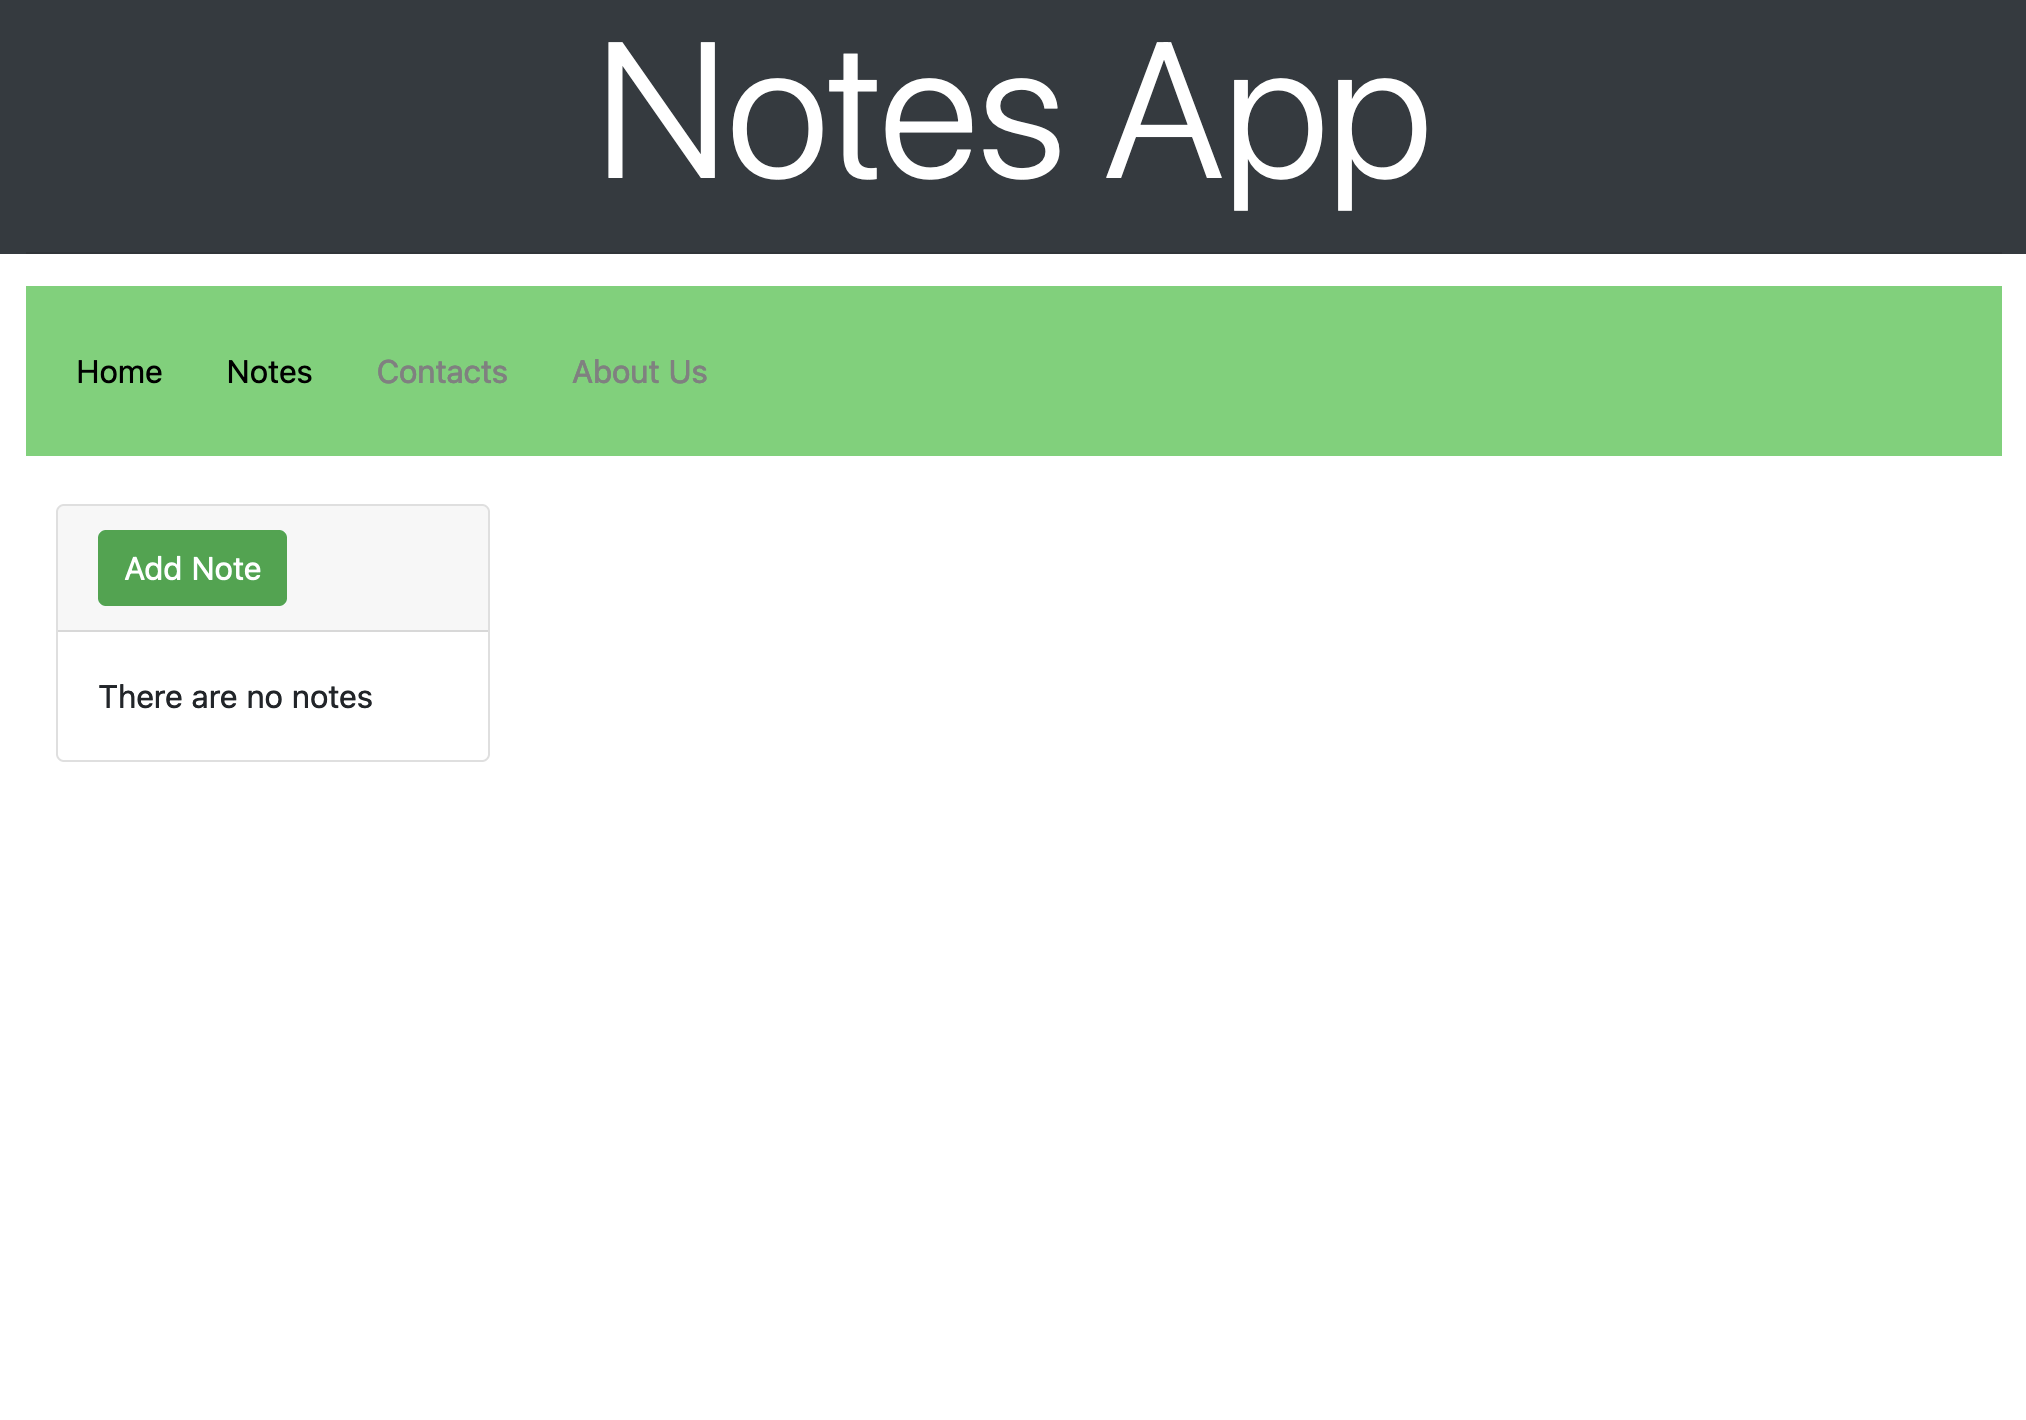 Notes App
Home Notes Contacts About Us
Add Note
There are no notes